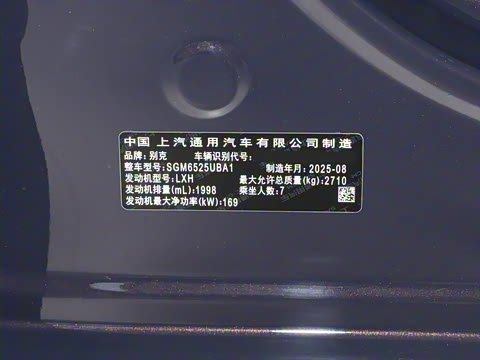 中国 上汽通用汽车有限公司制造
品牌：别克 车辆识别代号：
整车型号：SGM6525UBA1 制造年月：2025-08
发动机型号：LXH 最大允许总质量(kg)：2710
发动机排量(mL)：1998 乘坐人数：7
发动机最大净功率(kW)：169